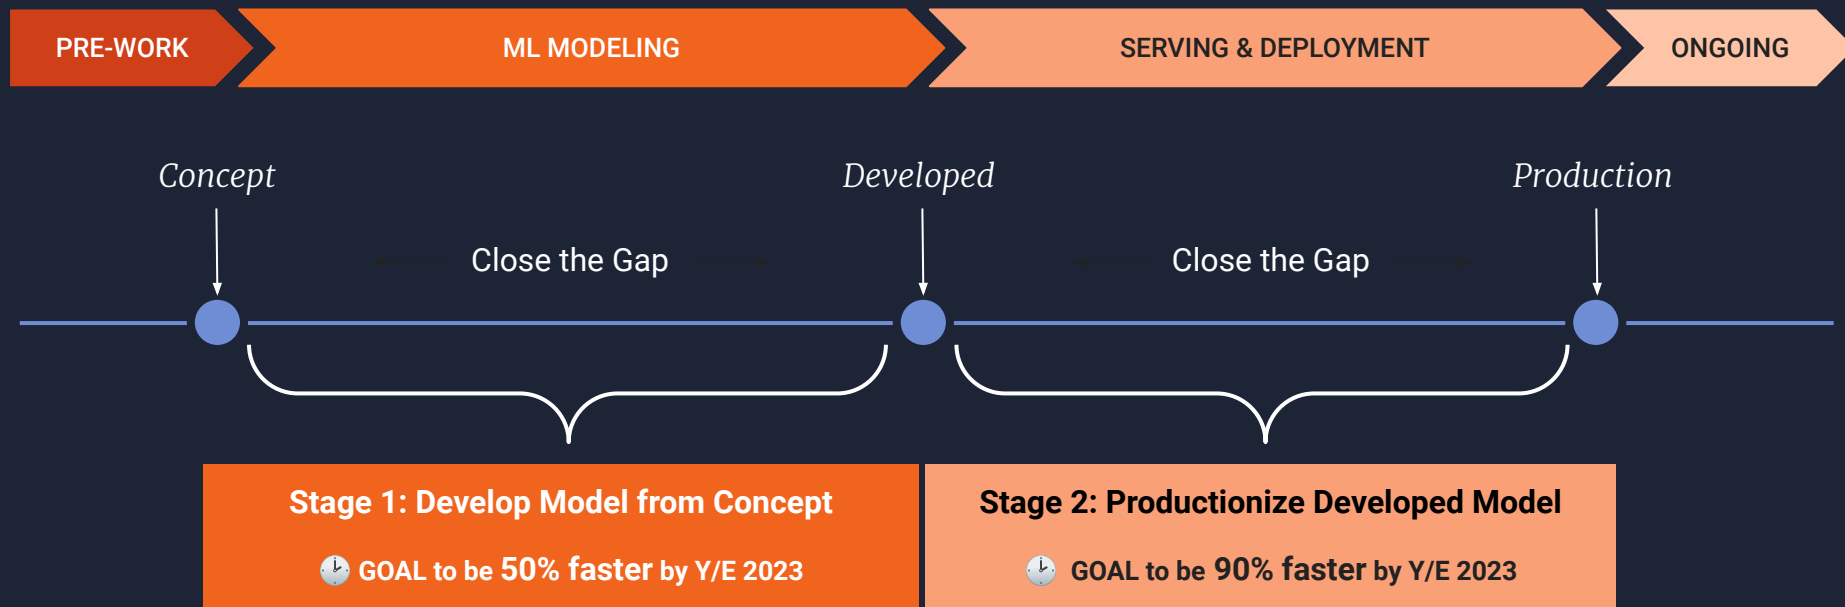 PRE-WORK
ML MODELING
SERVING & DEPLOYMENT
ONGOING
Concept
Developed
Production
Close the Gap
Close the Gap
Stage 1: Develop Model from Concept
GOAL to be 50% faster by Y/E 2023
Stage 2: Productionize Developed Model
GOAL to be 90% faster by Y/E 2023